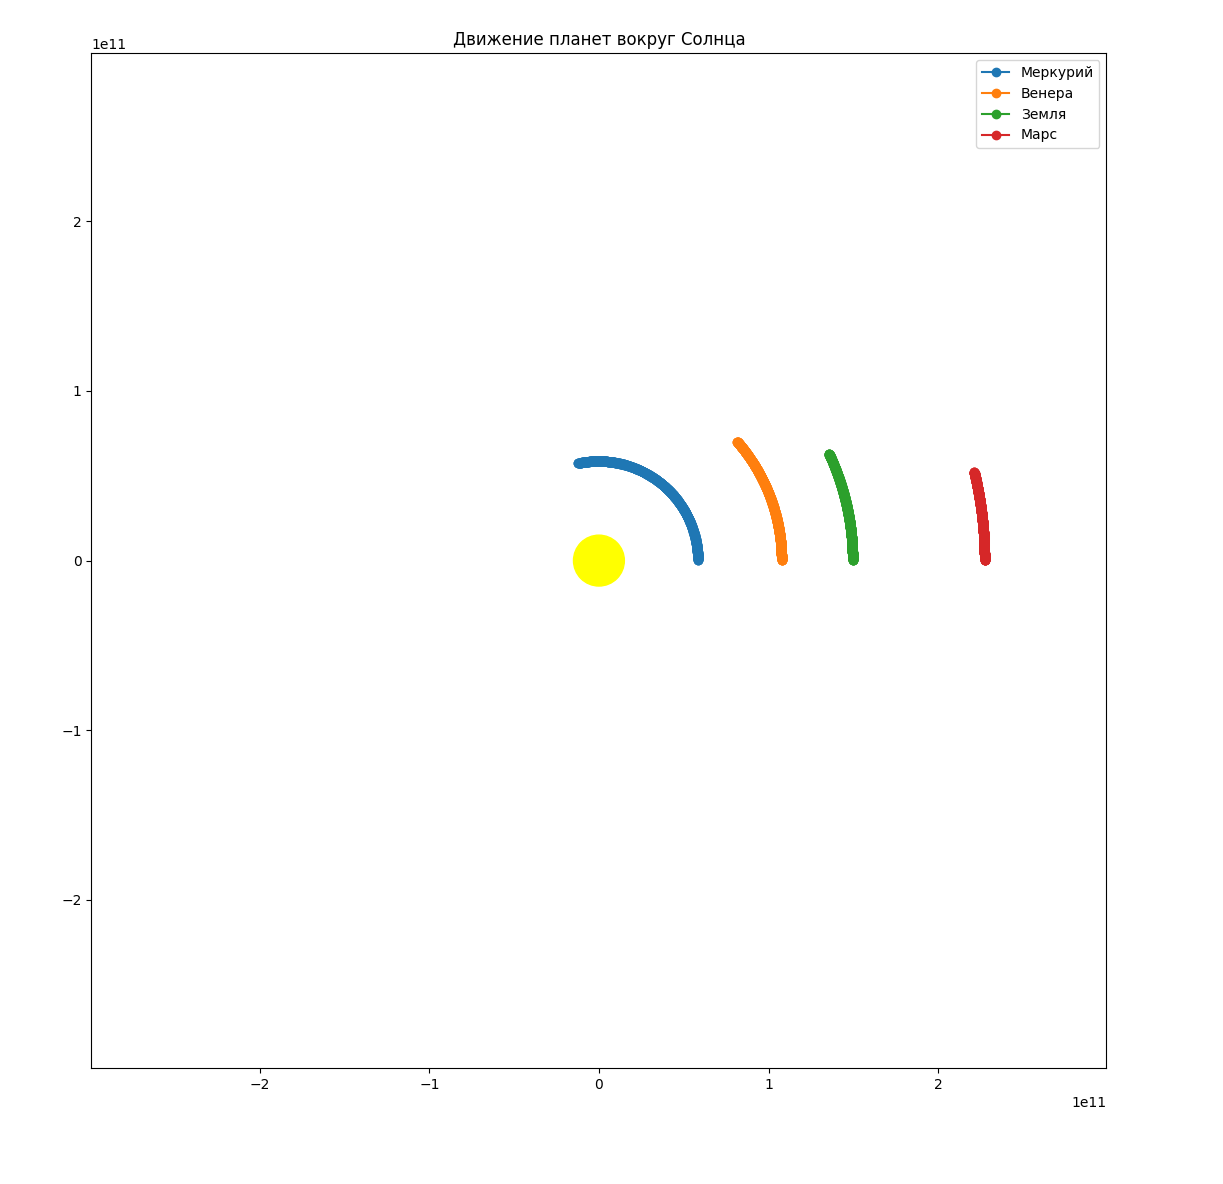 Движение планет вокруг Солнца
1e11
Меркурий
Венера
Земля
Марс
2
1
0
−1
−2
−2
−1
0
1
2
1e11